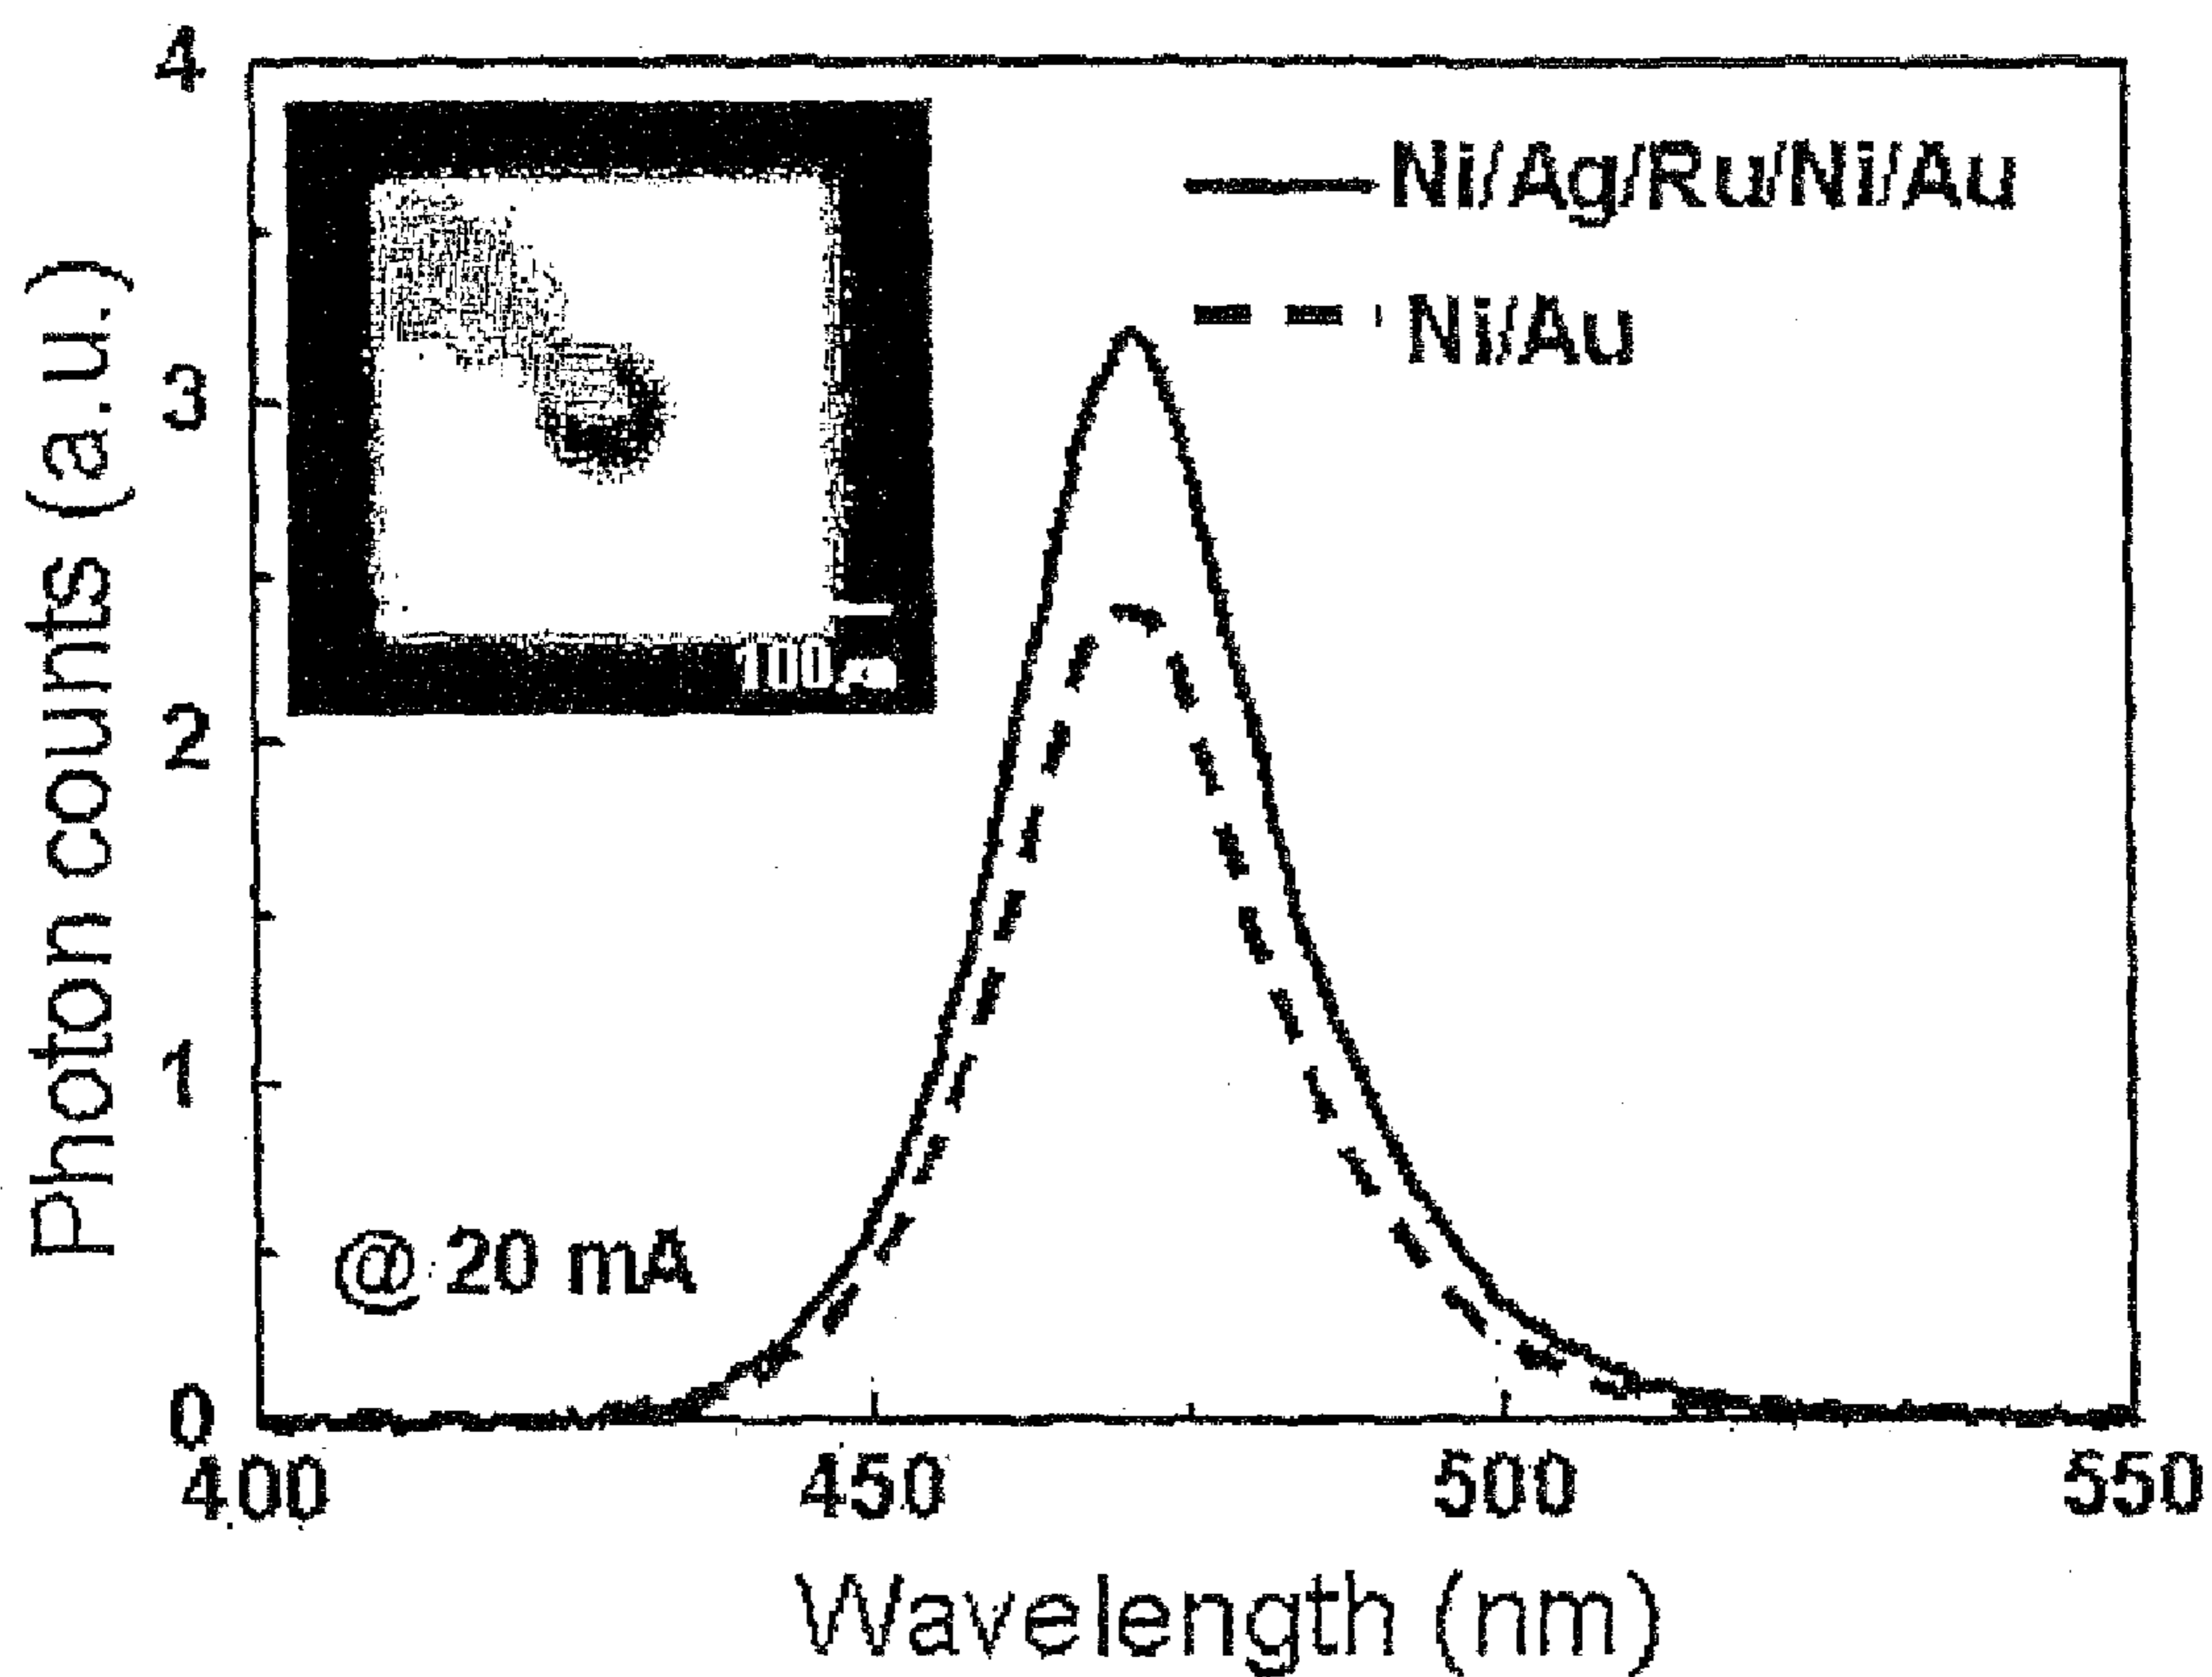 4
3
2
1
0
Photon counts (a.u.)
Ni/Ag/Ru/Ni/Au
Ni/Au
100
@ 20 mA
400 450 500 550
Wavelength (nm)